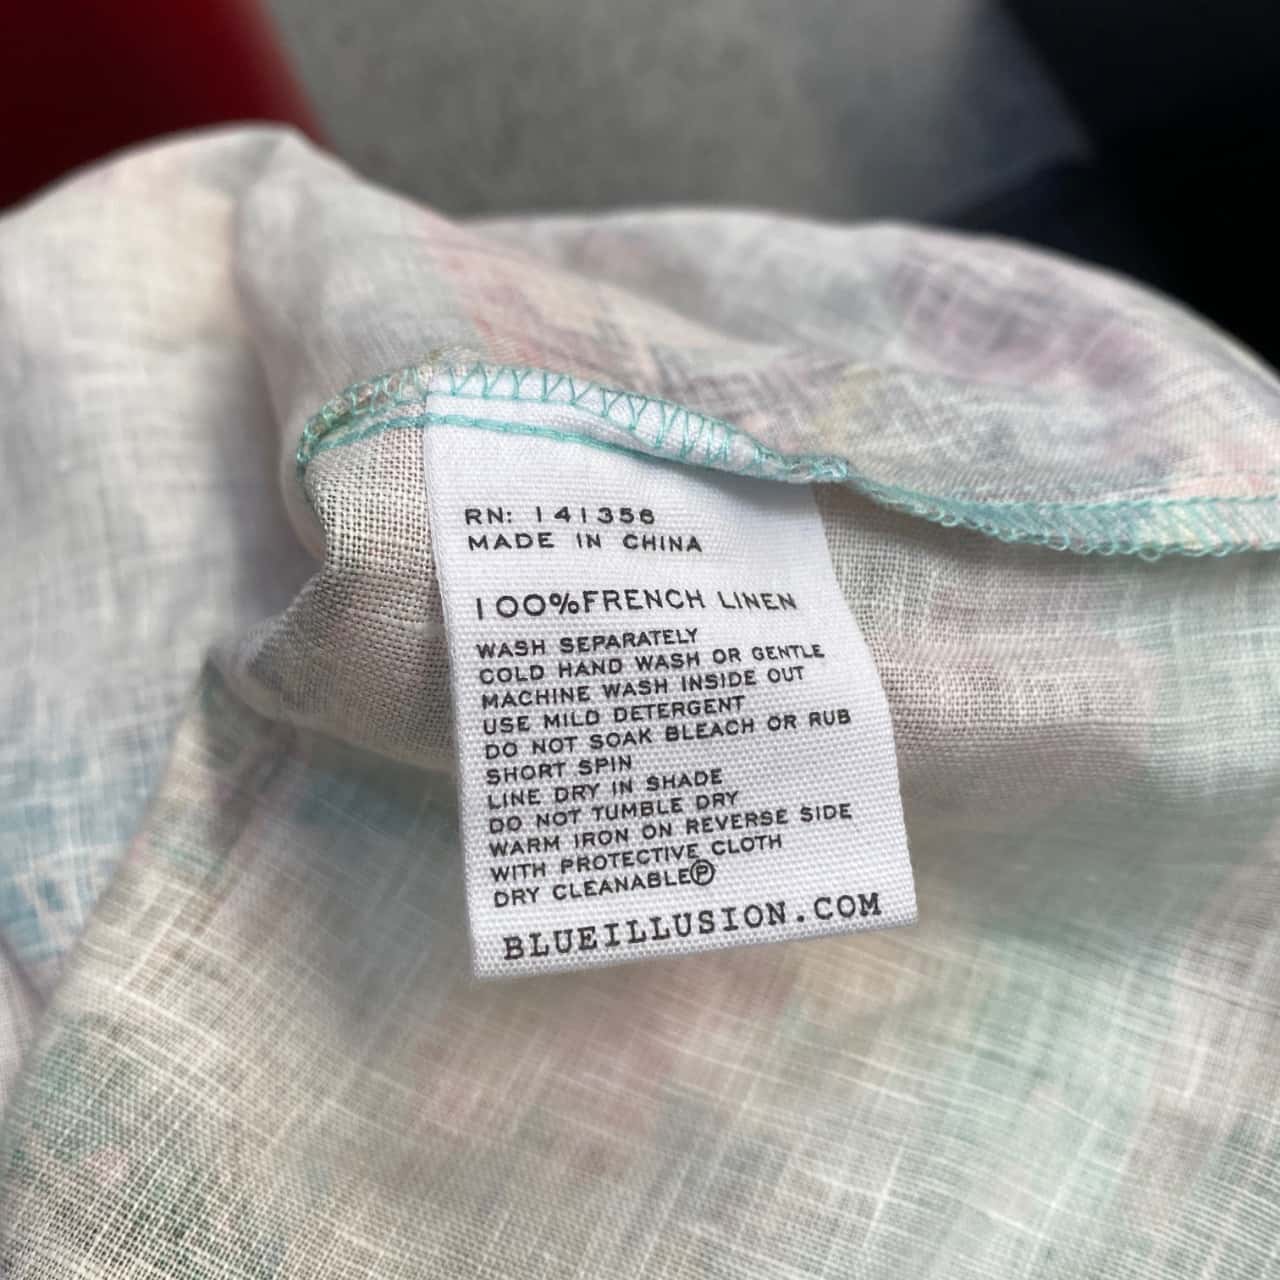 RN: 141356
MADE IN CHINA
100%FRENCH LINEN
WASH SEPARATELY
COLD HAND WASH OR GENTLE
MACHINE WASH INSIDE OUT
USE MILD DETERGENT
DO NOT SOAK BLEACH OR RUB
SHORT SPIN
LINE DRY IN SHADE
DO NOT TUMBLE DRY
WARM IRON ON REVERSE SIDE
WITH PROTECTIVE CLOTH
DRY CLEANABLEⓅ
BLUEILLUSION.COM